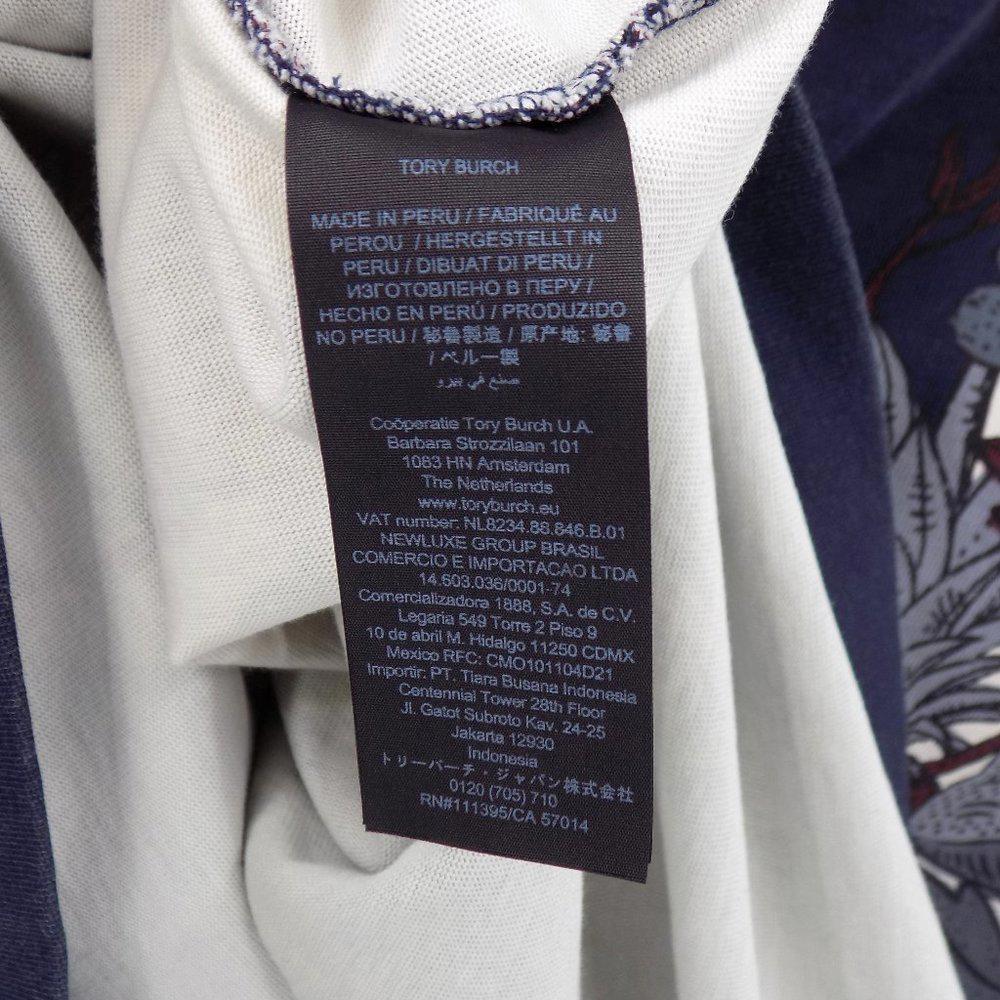 TORY BURCH
MADE IN PERU / FABRIQUÉ AU
PEROU / HERGESTELLT IN
PERU / DIBUAT DI PERU /
ИЗГОТОВЛЕНО В ПЕРУ /
HECHO EN PERÚ / PRODUZIDO
NO PERU / 秘魯製造 / 原产地: 秘鲁
/ ペルー製
صنع في بيرو
Coöperatie Tory Burch U.A.
Barbara Strozzilaan 101
1083 HN Amsterdam
The Netherlands
www.toryburch.eu
VAT number: NL8234.88.846.B.01
NEWLUXE GROUP BRASIL
COMERCIO E IMPORTACAO LTDA
14.603.036/0001-74
Comercializadora 1888, S.A. de C.V.
Legaria 549 Torre 2 Piso 9
10 de abril M. Hidalgo 11250 CDMX
Mexico RFC: CMO101104D21
Importir: PT. Tiara Busana Indonesia
Centennial Tower 28th Floor
Jl. Gatot Subroto Kav. 24-25
Jakarta 12930
Indonesia
トリーバーチ・ジャパン株式会社
0120 (705) 710
RN#111395/CA 57014